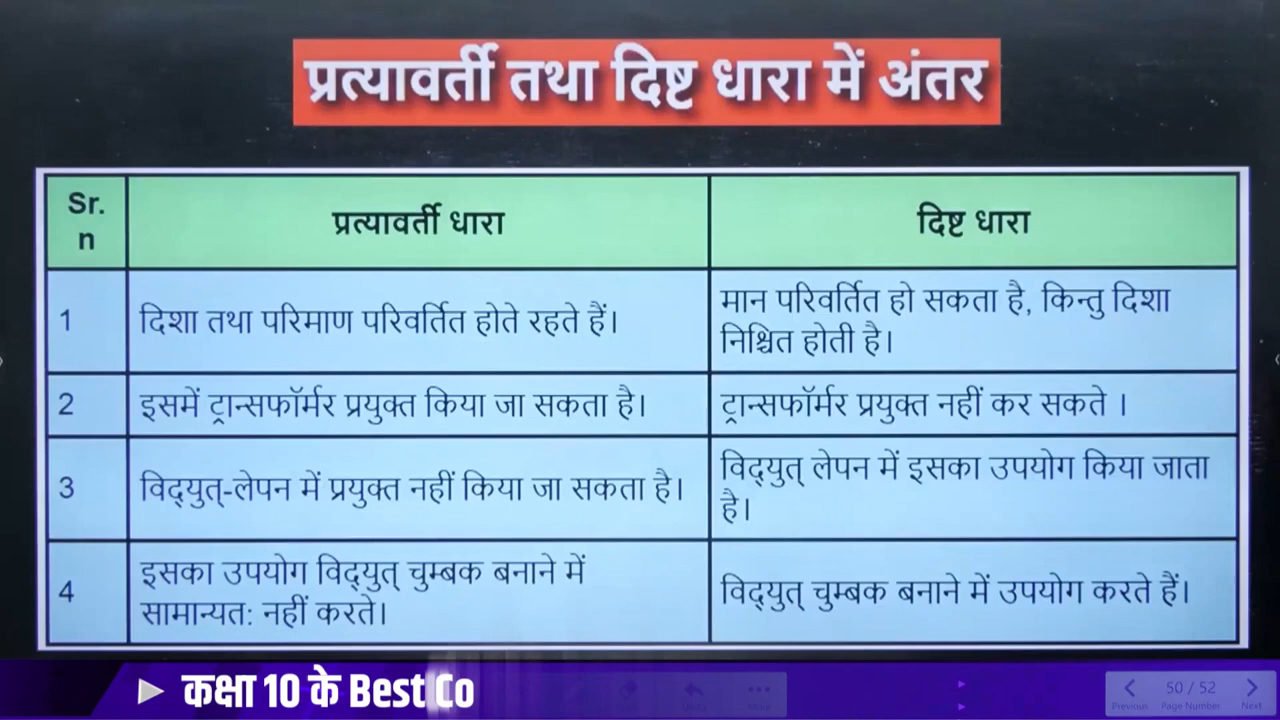 प्रत्यावर्ती तथा दिष्ट धारा में अंतर
Sr.
n
प्रत्यावर्ती धारा
दिष्ट धारा
1
दिशा तथा परिमाण परिवर्तित होते रहते हैं।
मान परिवर्तित हो सकता है, किन्तु दिशा
निश्चित होती है।
2
इसमें ट्रान्सफॉर्मर प्रयुक्त किया जा सकता है।
ट्रान्सफॉर्मर प्रयुक्त नहीं कर सकते ।
3
विद्युत्-लेपन में प्रयुक्त नहीं किया जा सकता है।
विद्युत् लेपन में इसका उपयोग किया जाता
है।
4
इसका उपयोग विद्युत् चुम्बक बनाने में
सामान्यत: नहीं करते।
विद्युत् चुम्बक बनाने में उपयोग करते हैं।
कक्षा 10 के Best Co
50 / 52
Previous Page Number Next